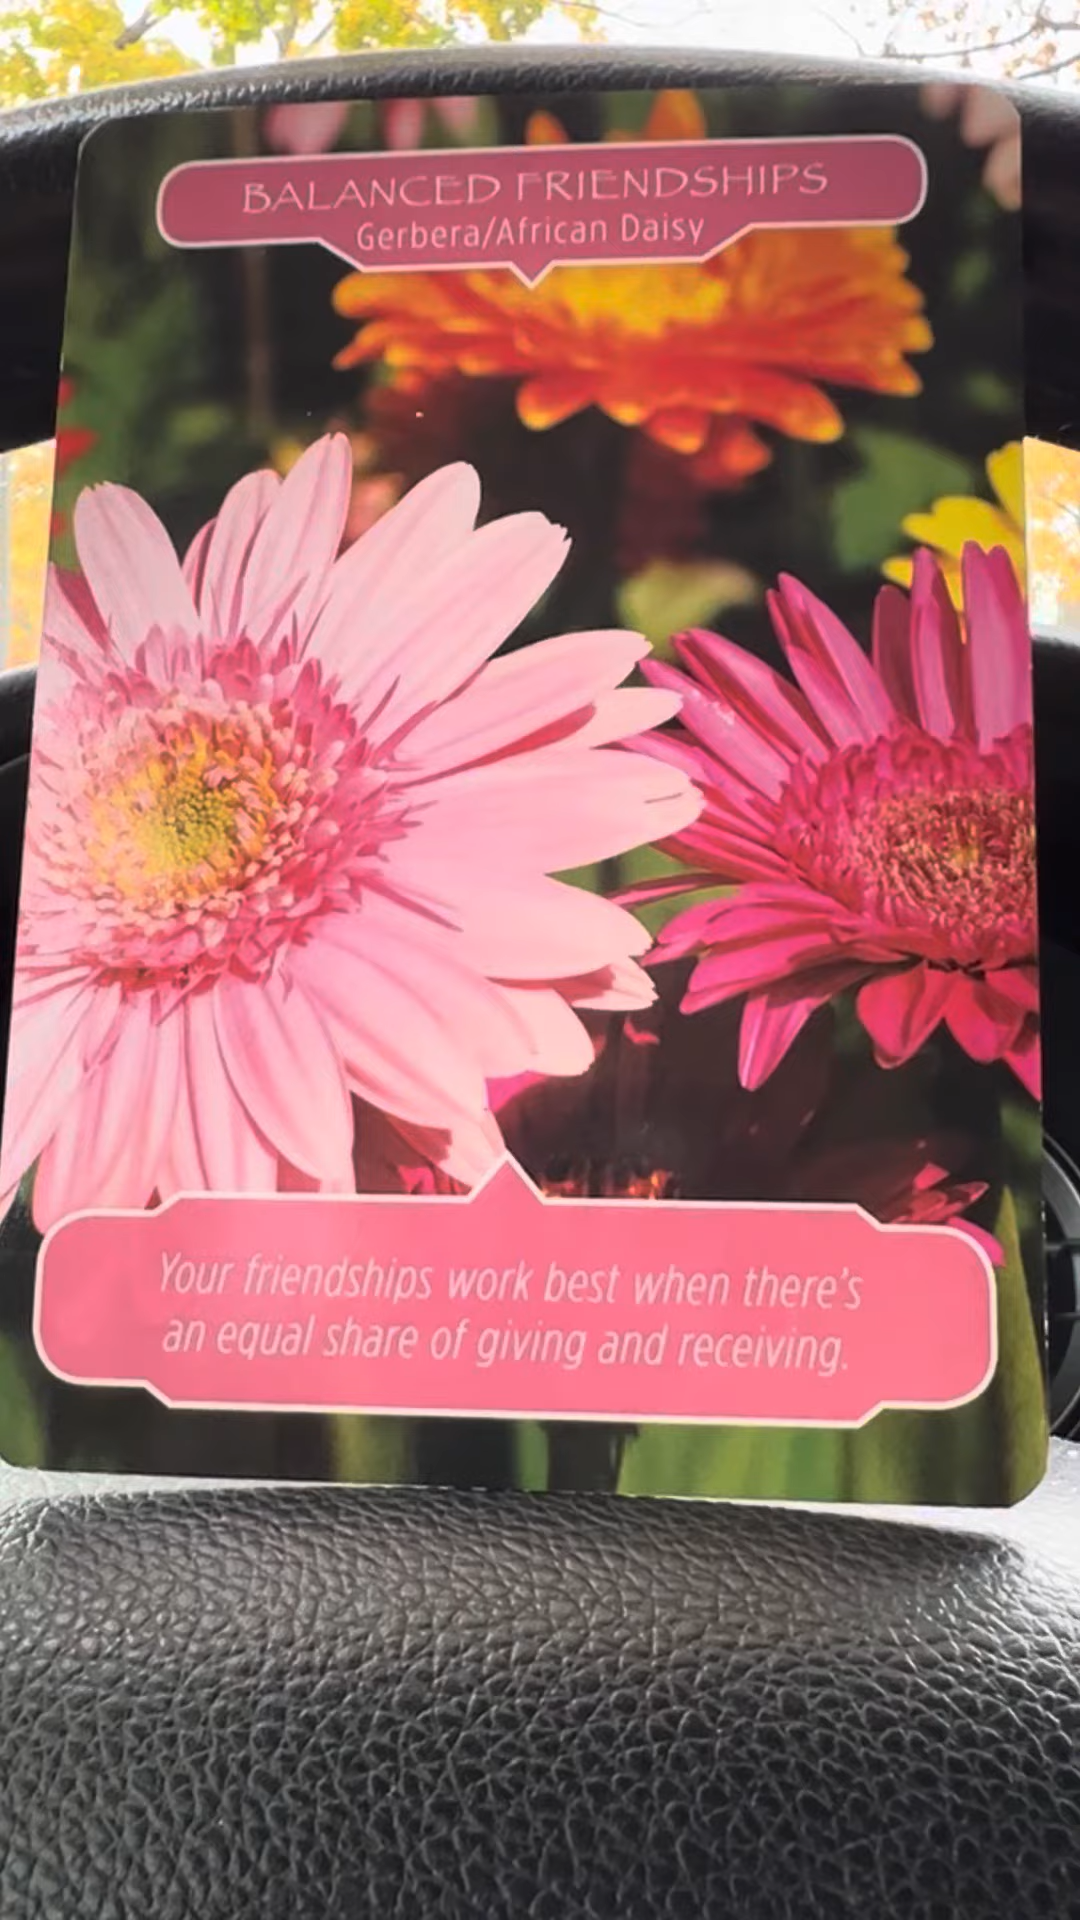 BALANCED FRIENDSHIPS
Gerbera/African Daisy
Your friendships work best when there's
an equal share of giving and receiving.